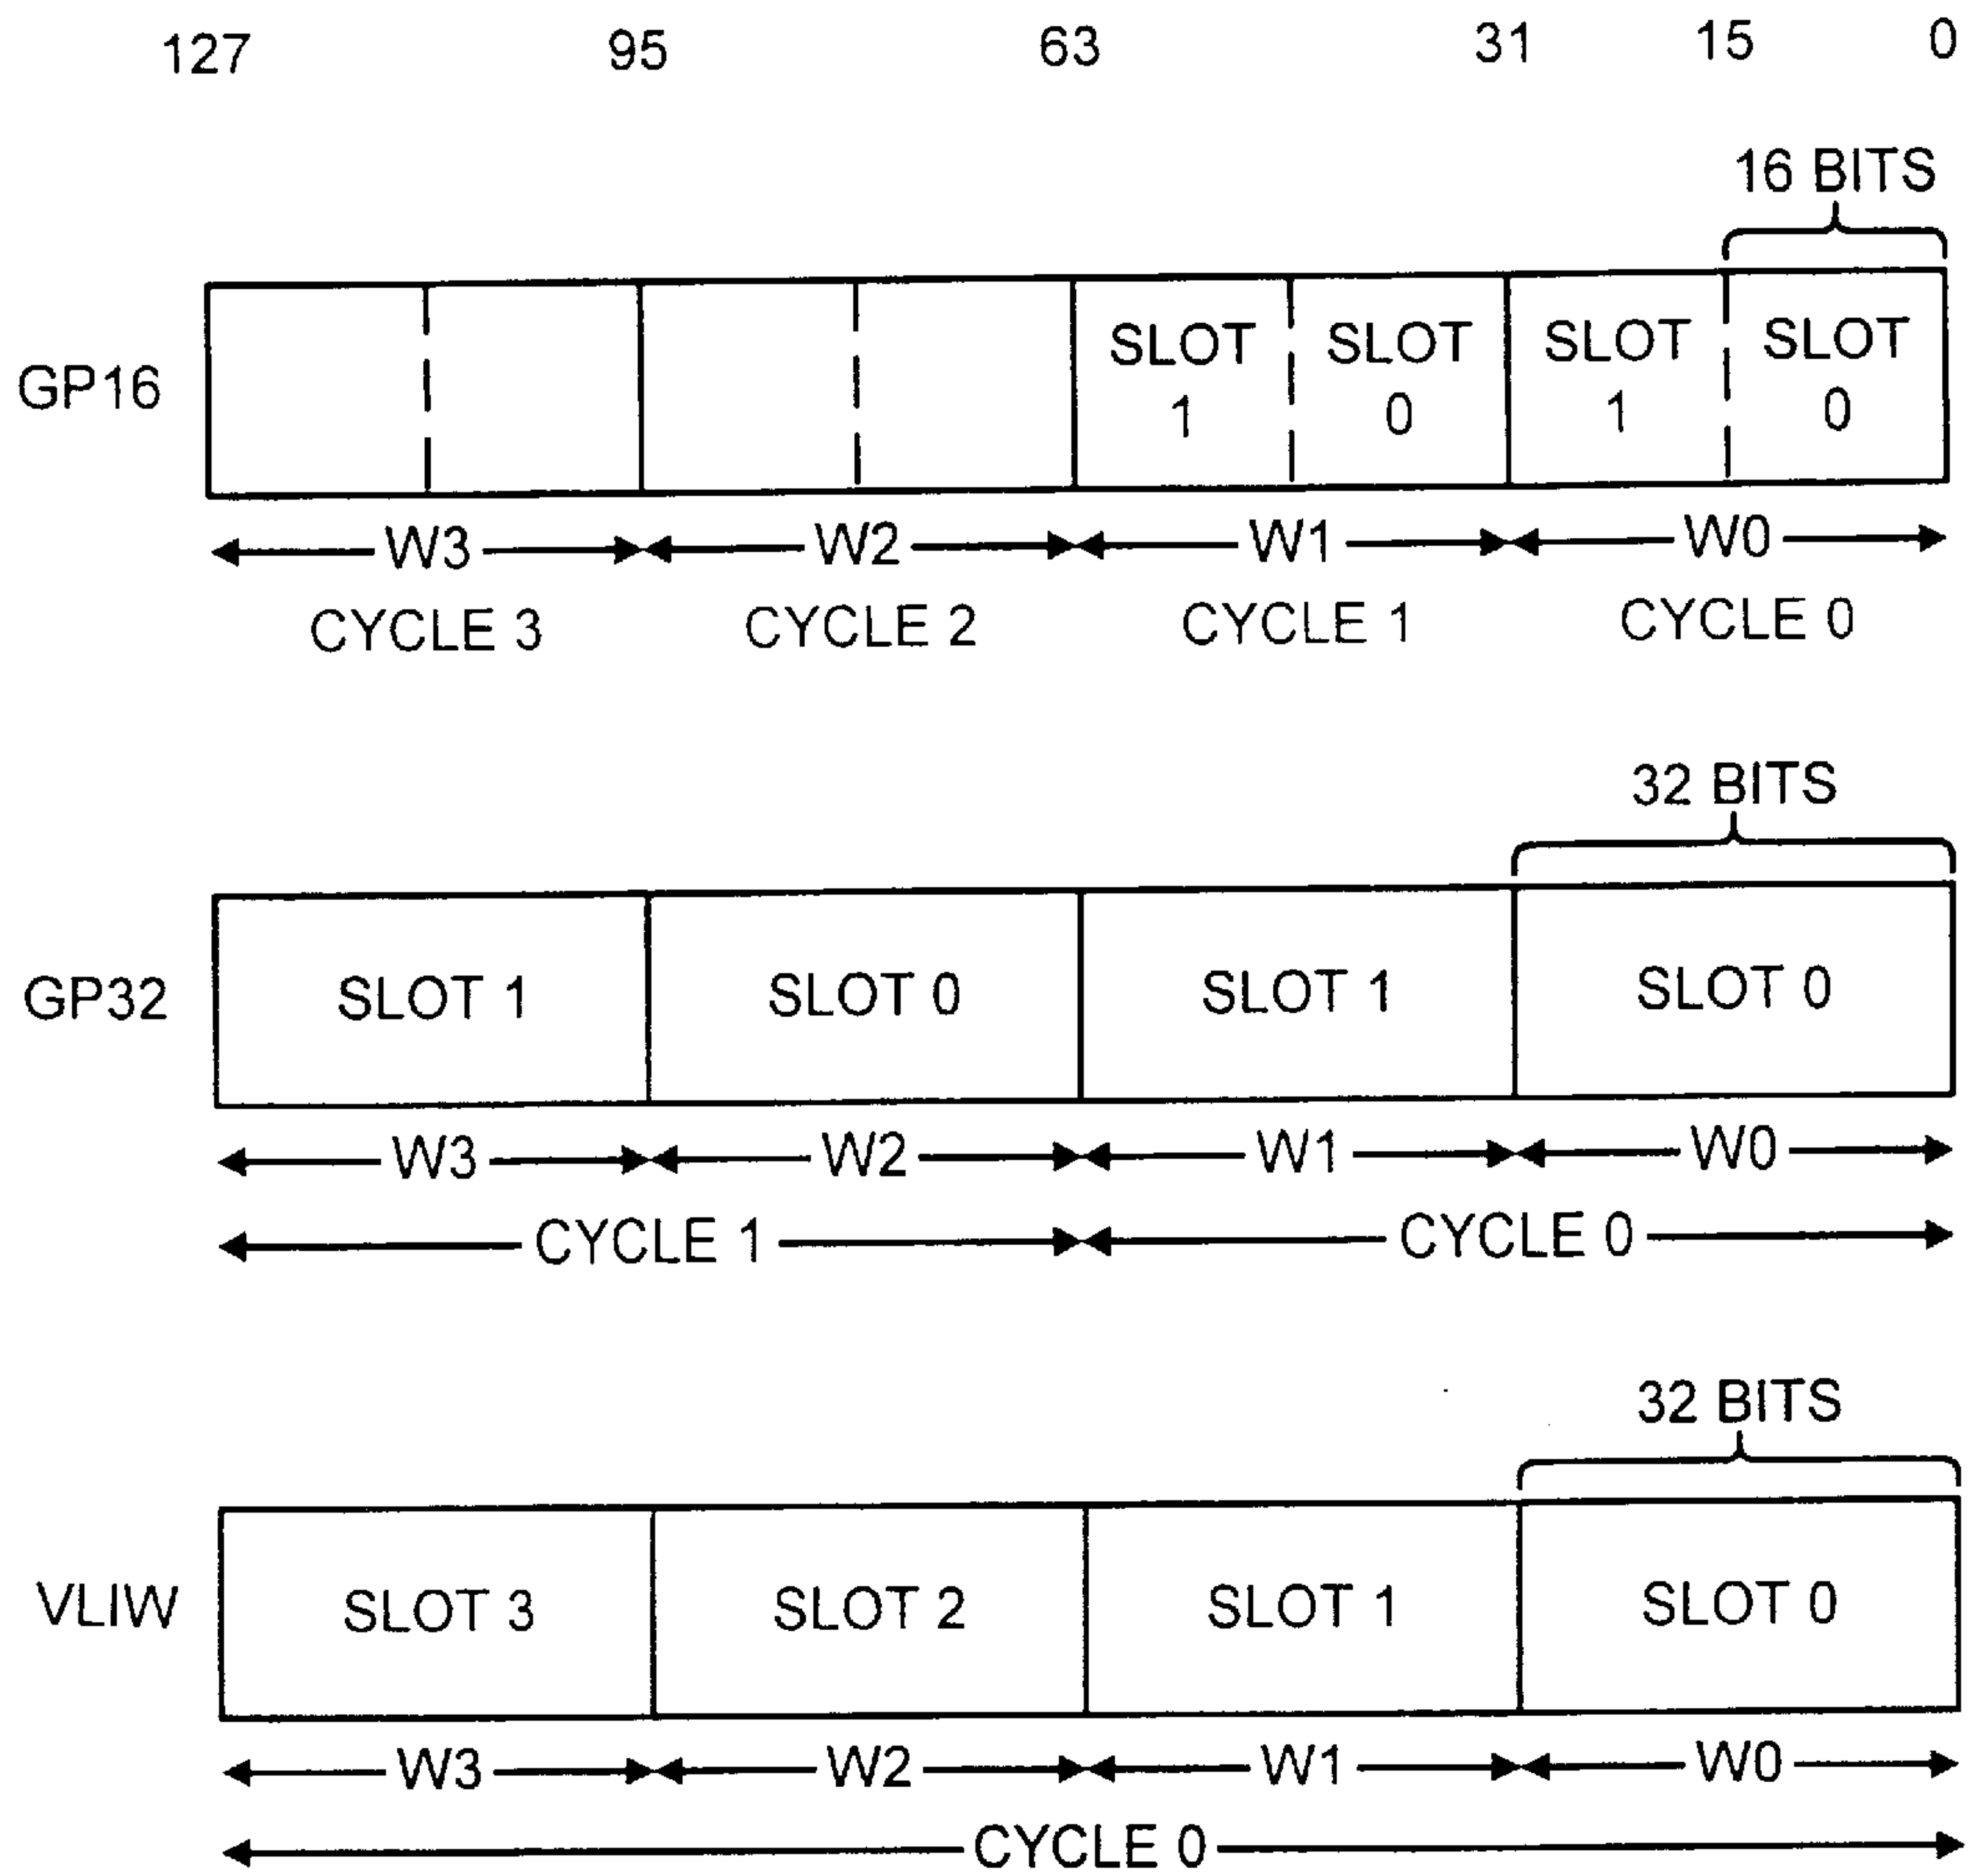 127 95 63 31 15 0
16 BITS
GP16
SLOT 1 SLOT 0 SLOT 1 SLOT 0
W3 W2 W1 W0
CYCLE 3 CYCLE 2 CYCLE 1 CYCLE 0
32 BITS
GP32 SLOT 1 SLOT 0 SLOT 1 SLOT 0
W3 W2 W1 W0
CYCLE 1 CYCLE 0
32 BITS
VLIW SLOT 3 SLOT 2 SLOT 1 SLOT 0
W3 W2 W1 W0
CYCLE 0